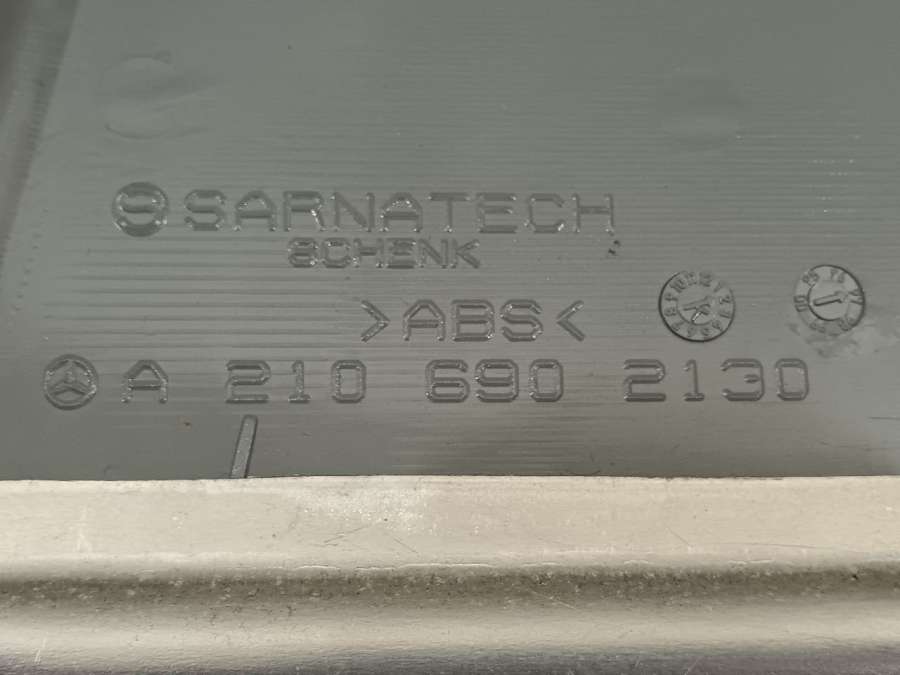 SARNATECH
SCHENK
>ABS<
A 210 690 2130